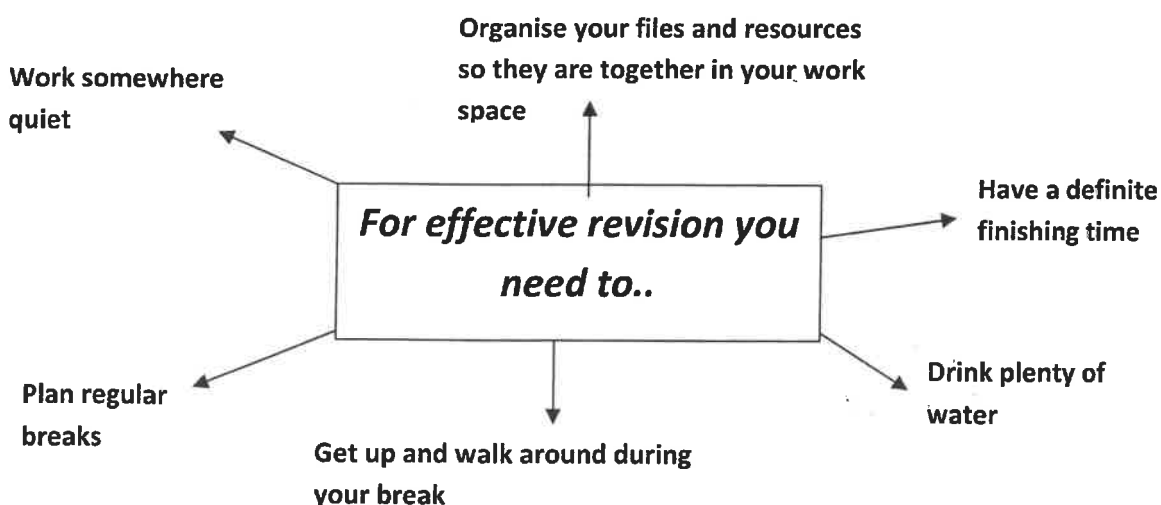 Organise your files and resources
so they are together in your work
space
Work somewhere
quiet
For effective revision you
need to..
Have a definite
finishing time
Plan regular
breaks
Get up and walk around during
your break
Drink plenty of
water